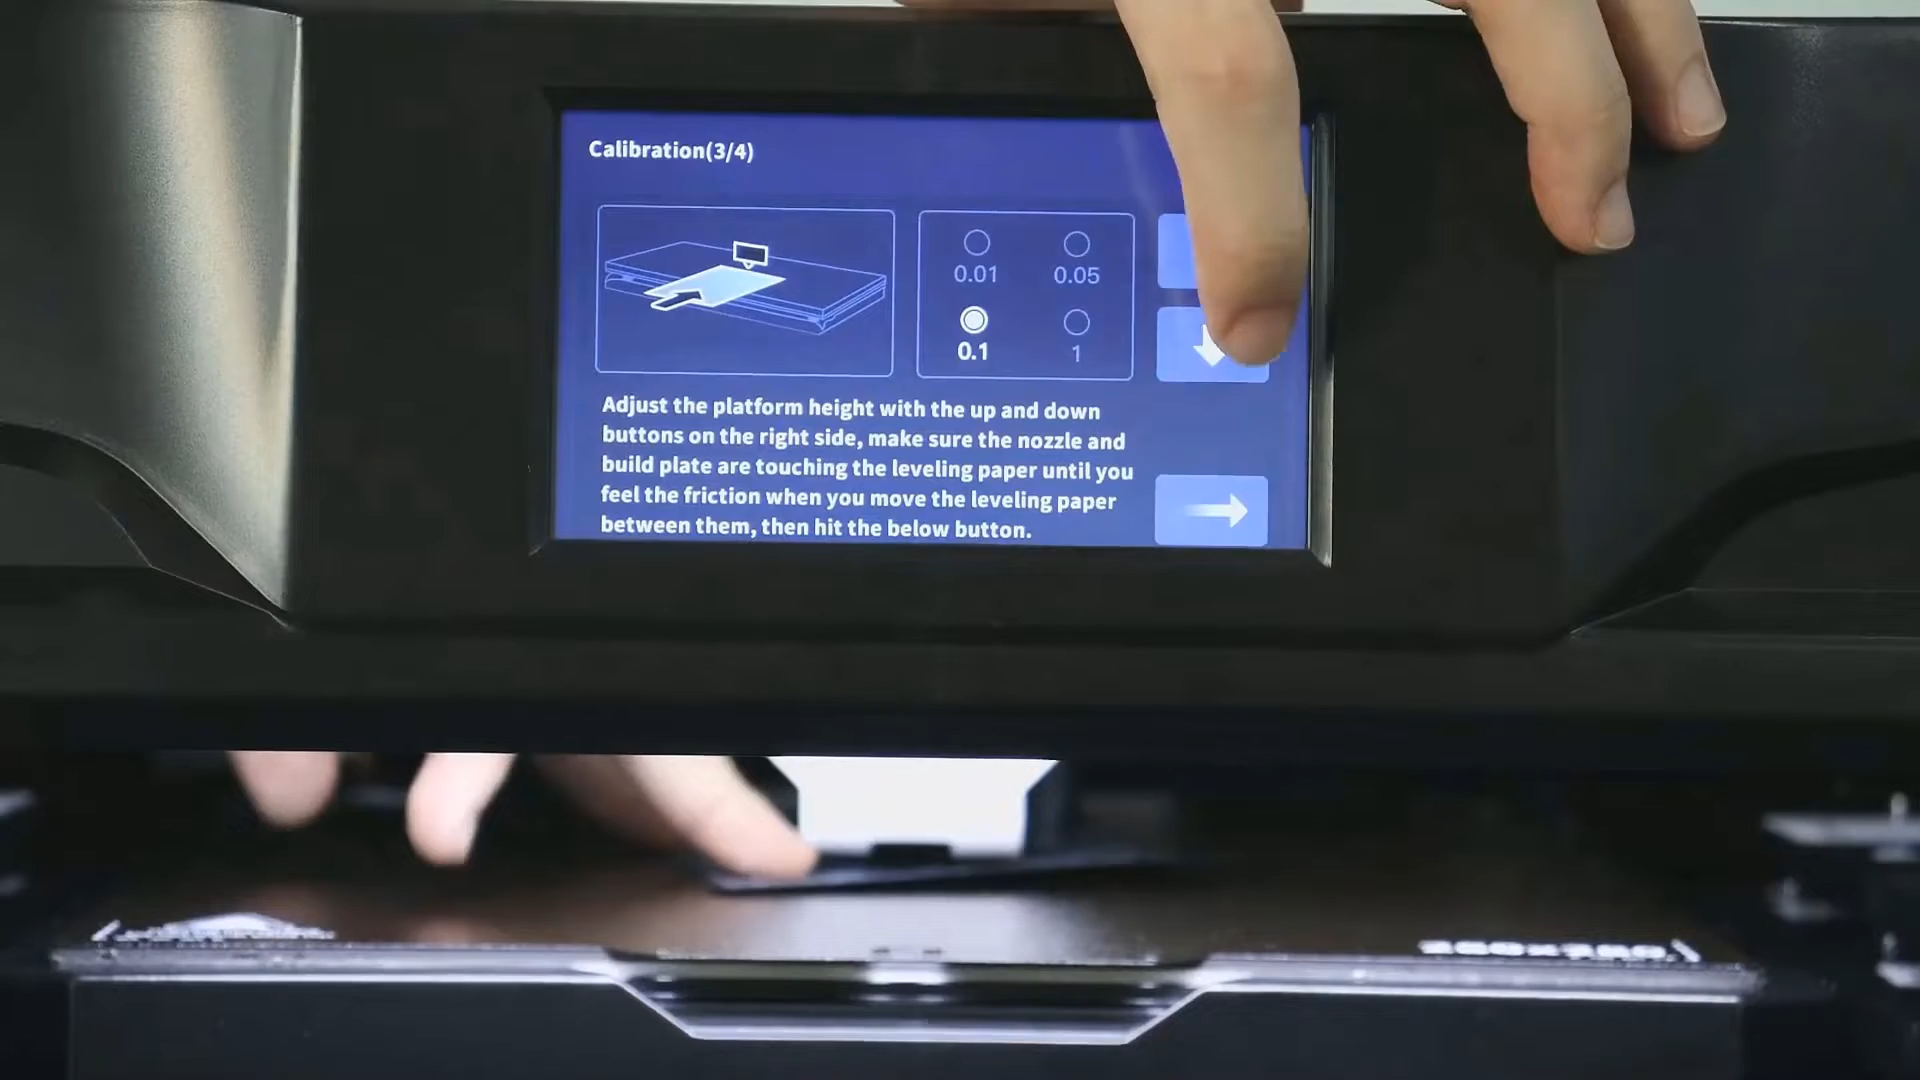 Calibration(3/4)
0.01 0.05
0.1 1
Adjust the platform height with the up and down
buttons on the right side, make sure the nozzle and
build plate are touching the leveling paper until you
feel the friction when you move the leveling paper
between them, then hit the below button.